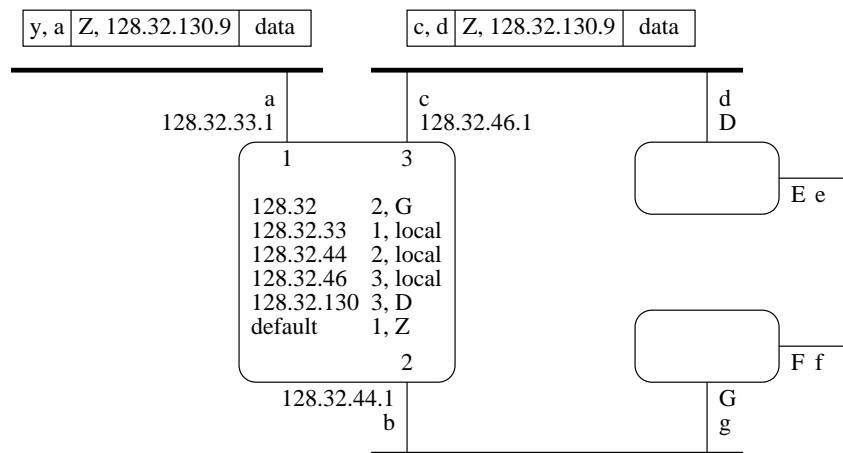 y, a Z, 128.32.130.9 data
c, d Z, 128.32.130.9 data
a
128.32.33.1
c
128.32.46.1
d
D
1 3
128.32 2, G
128.32.33 1, local
128.32.44 2, local
128.32.46 3, local
128.32.130 3, D
default 1, Z
2
E e
F f
128.32.44.1
b
G
g